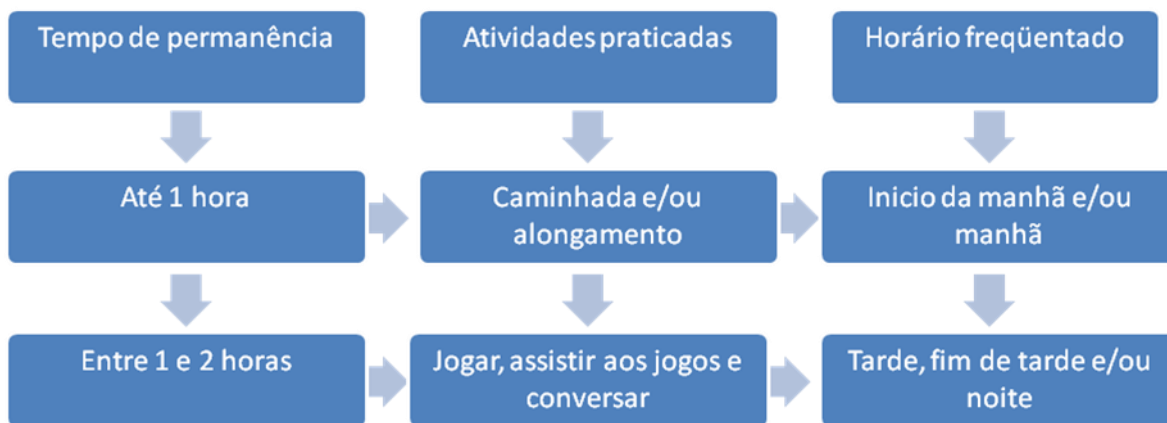 Tempo de permanência
Atividades praticadas
Horário freqüentado
Até 1 hora
Caminhada e/ou
alongamento
Inicio da manhã e/ou
manhã
Entre 1 e 2 horas
Jogar, assistir aos jogos e
conversar
Tarde, fim de tarde e/ou
noite